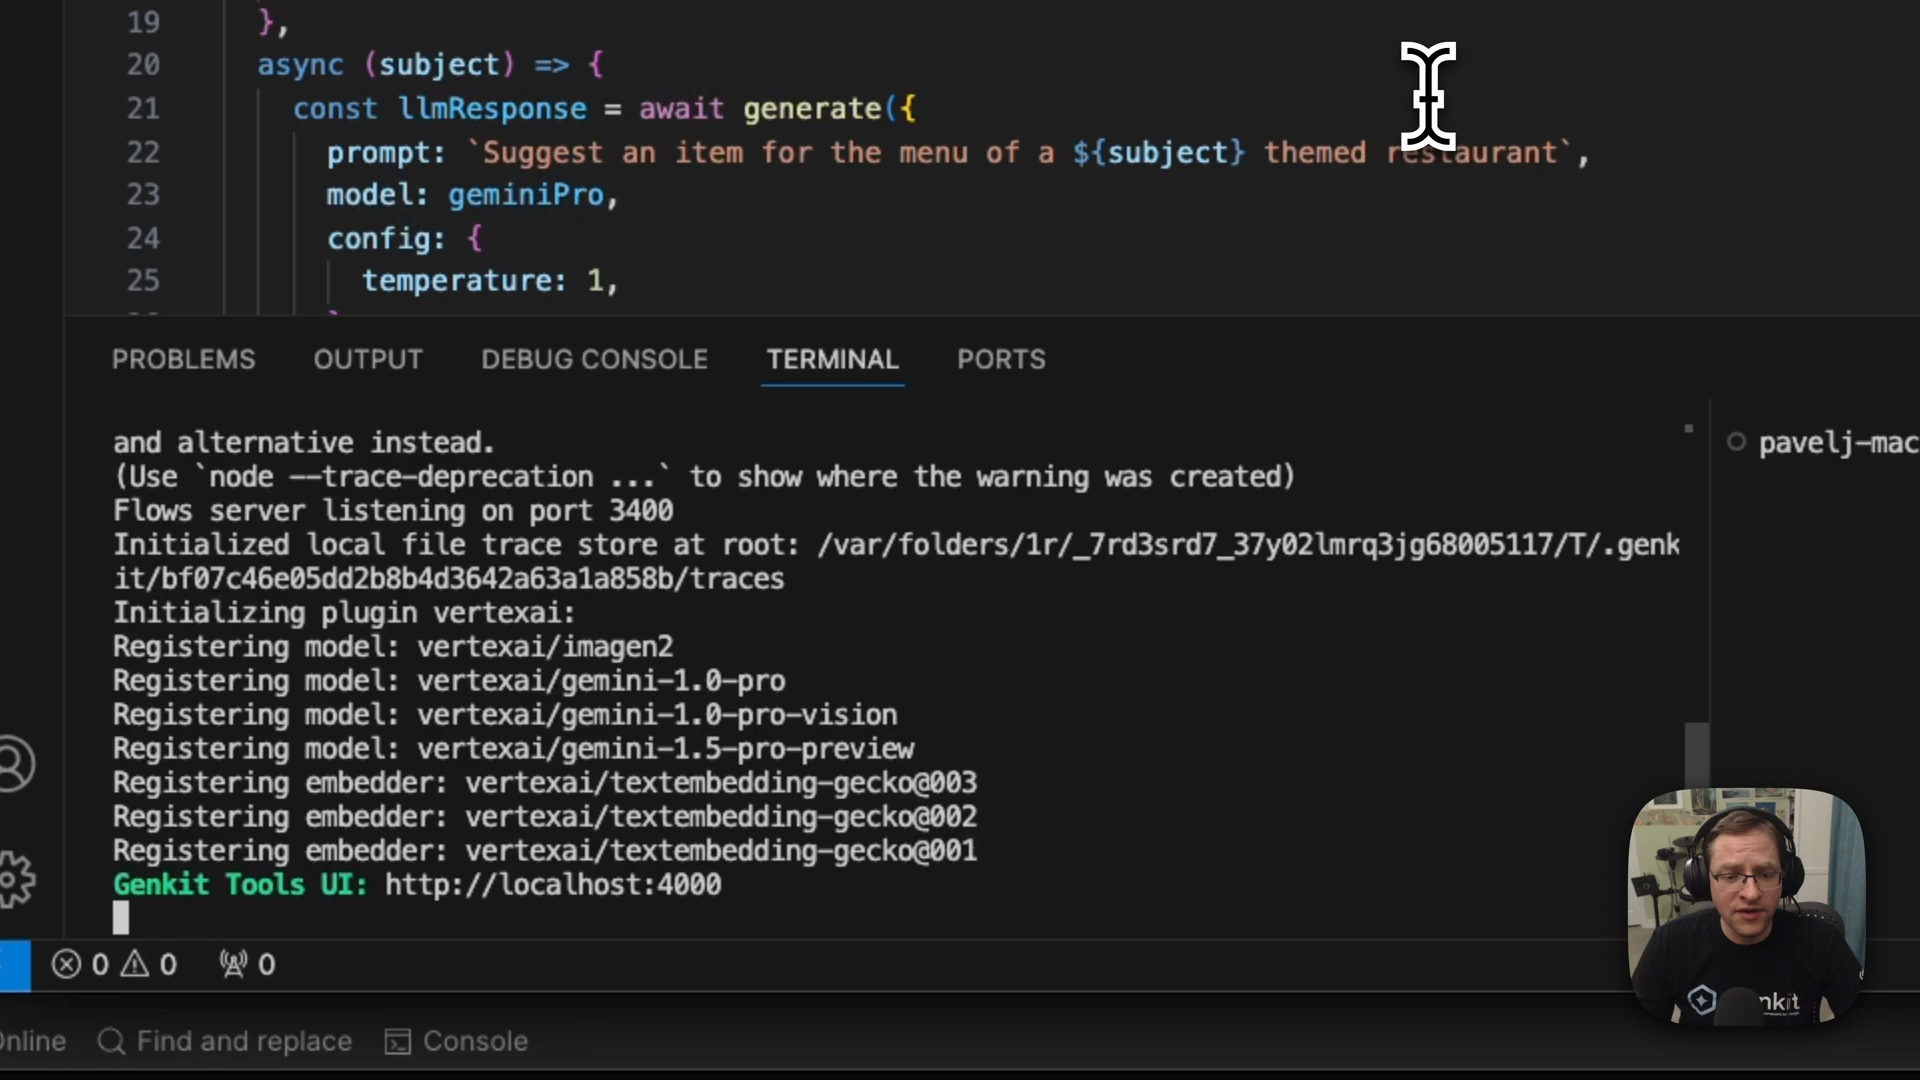 19 },
20 async (subject) => {
21 const llmResponse = await generate({
22 prompt: `Suggest an item for the menu of a ${subject} themed restaurant`,
23 model: geminiPro,
24 config: {
25 temperature: 1,
PROBLEMS OUTPUT DEBUG CONSOLE TERMINAL PORTS
and alternative instead.
(Use `node --trace-deprecation ...` to show where the warning was created)
Flows server listening on port 3400
Initialized local file trace store at root: /var/folders/1r/_7rd3srd7_37y02lmrq3jg68005117/T/.genk
it/bf07c46e05dd2b8b4d3642a63a1a858b/traces
Initializing plugin vertexai:
Registering model: vertexai/imagen2
Registering model: vertexai/gemini-1.0-pro
Registering model: vertexai/gemini-1.0-pro-vision
Registering model: vertexai/gemini-1.5-pro-preview
Registering embedder: vertexai/textembedding-gecko@003
Registering embedder: vertexai/textembedding-gecko@002
Registering embedder: vertexai/textembedding-gecko@001
Genkit Tools UI: http://localhost:4000
pavelj-mac
0 0 0
nline Find and replace Console
nkit